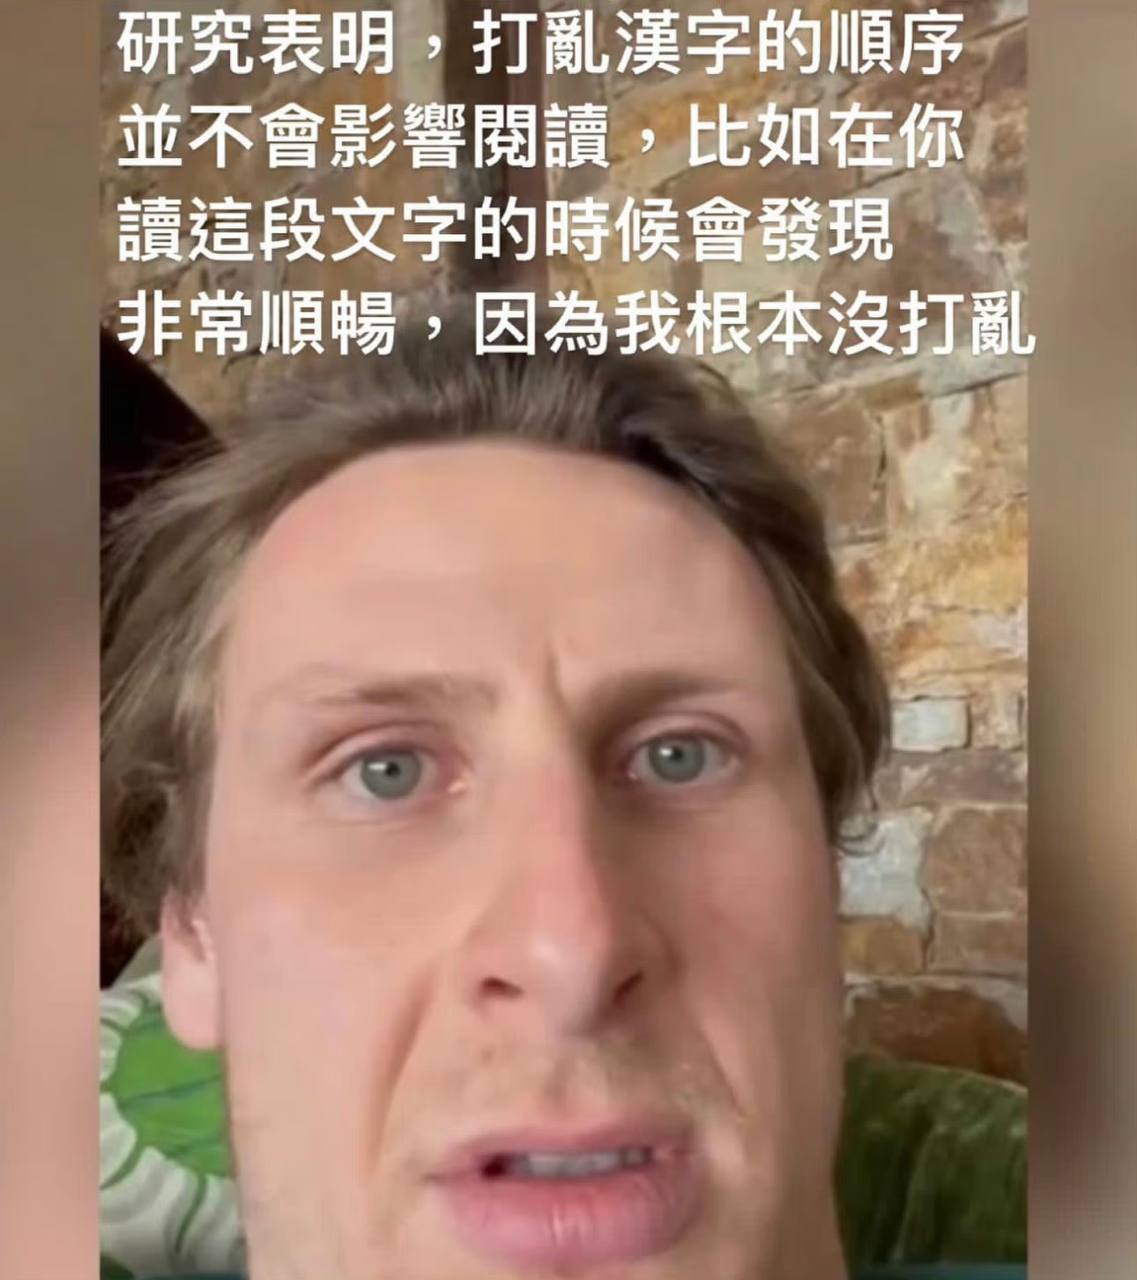 研究表明，打亂漢字的順序
並不會影響閱讀，比如在你
讀這段文字的時候會發現
非常順暢，因為我根本沒打亂